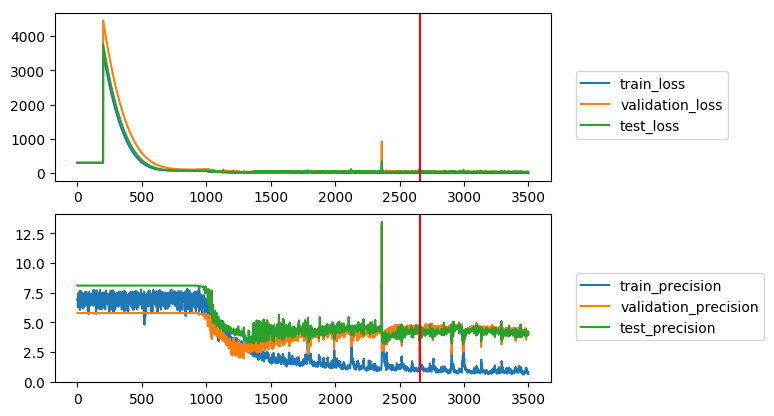 4000
3000
2000
1000
0
0 500 1000 1500 2000 2500 3000 3500
train_loss
validation_loss
test_loss
12.5
10.0
7.5
5.0
2.5
0.0
0 500 1000 1500 2000 2500 3000 3500
train_precision
validation_precision
test_precision